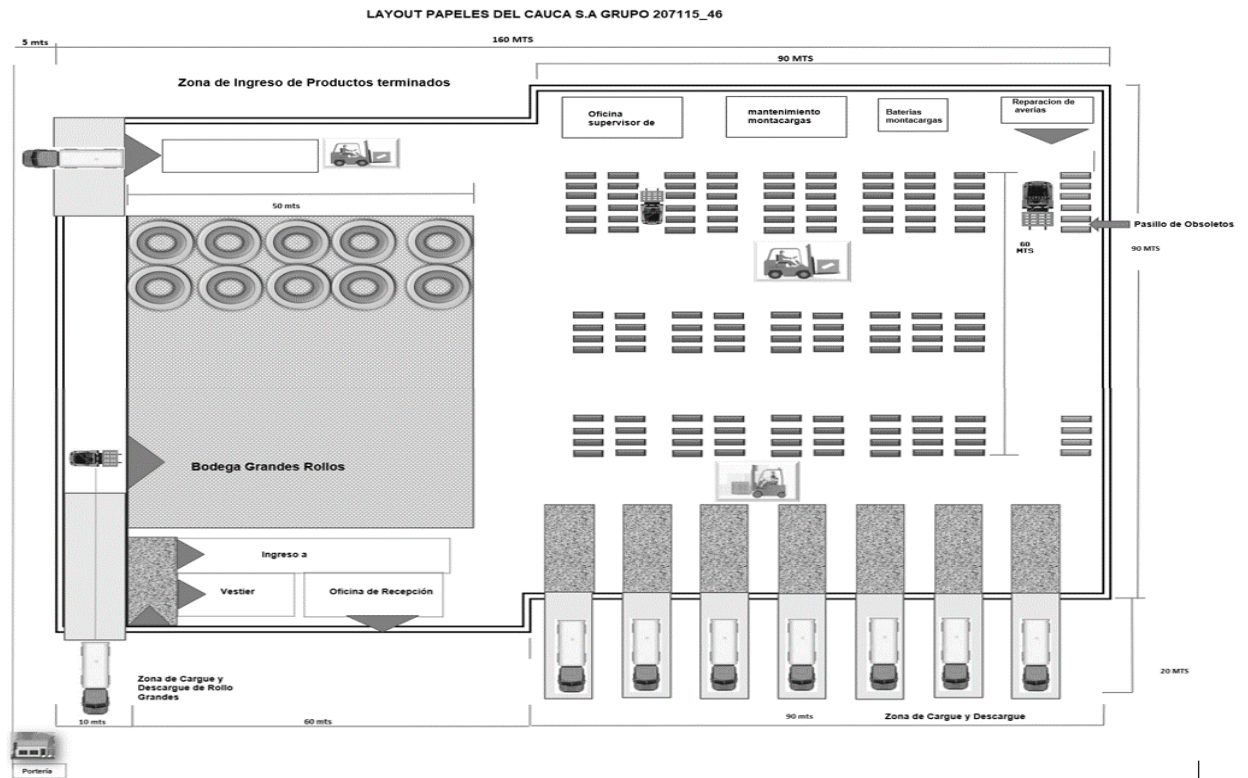 LAYOUT PAPELES DEL CAUCA S.A GRUPO 207115_46
5 mts
160 MTS
90 MTS
Zona de Ingreso de Productos terminados
Oficina
supervisor de
mantenimiento
montacargas
Baterias
montacargas
Reparacion de
averias
50 mts
Pasillo de Obsoletos
60
MTS
90 MTS
Bodega Grandes Rollos
Ingreso a
Vestier
Oficina de Recepción
Zona de Cargue y
Descargue de Rollo
Grandes
20 MTS
10 mts
60 mts
90 mts
Zona de Cargue y Descargue
Portería